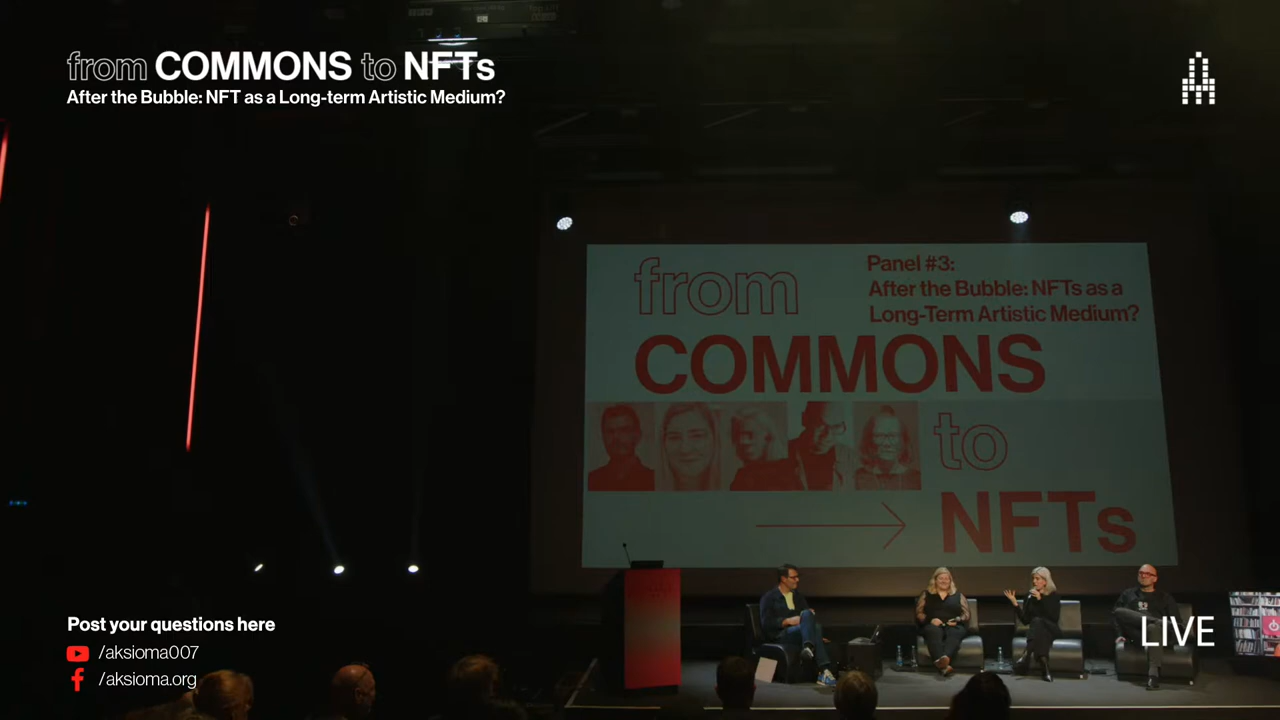 from COMMONS to NFTs
After the Bubble: NFT as a Long-term Artistic Medium?
from
Panel #3:
After the Bubble: NFTs as a
Long-Term Artistic Medium?
COMMONS
to
NFTs
Post your questions here
/aksioma007
/aksioma.org
LIVE